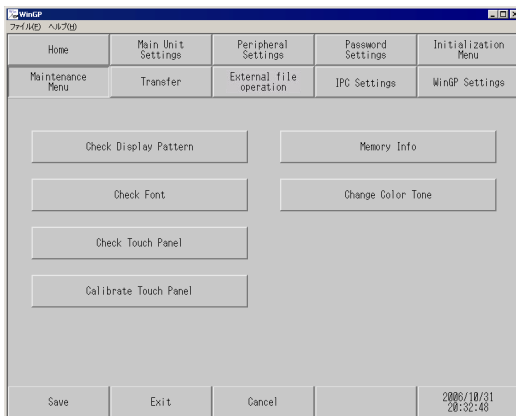 WinGP
ファイル(F) ヘルプ(H)
Home
Main Unit
Settings
Peripheral
Settings
Password
Settings
Initialization
Menu
Maintenance
Menu
Transfer
External file
operation
IPC Settings
WinGP Settings
Check Display Pattern
Memory Info
Check Font
Change Color Tone
Check Touch Panel
Calibrate Touch Panel
Save
Exit
Cancel
2006/10/31
20:32:48